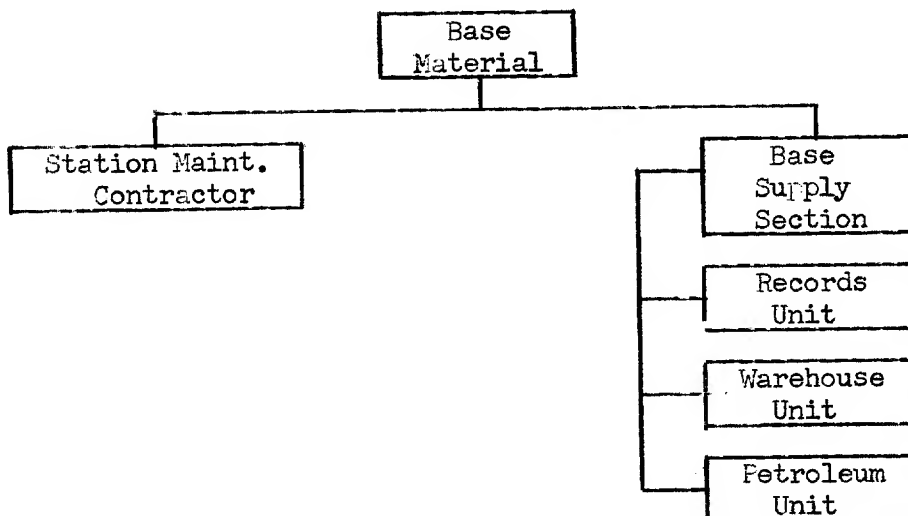 Base
Material
Station Maint.
Contractor
Base
Supply
Section
Records
Unit
Warehouse
Unit
Petroleum
Unit